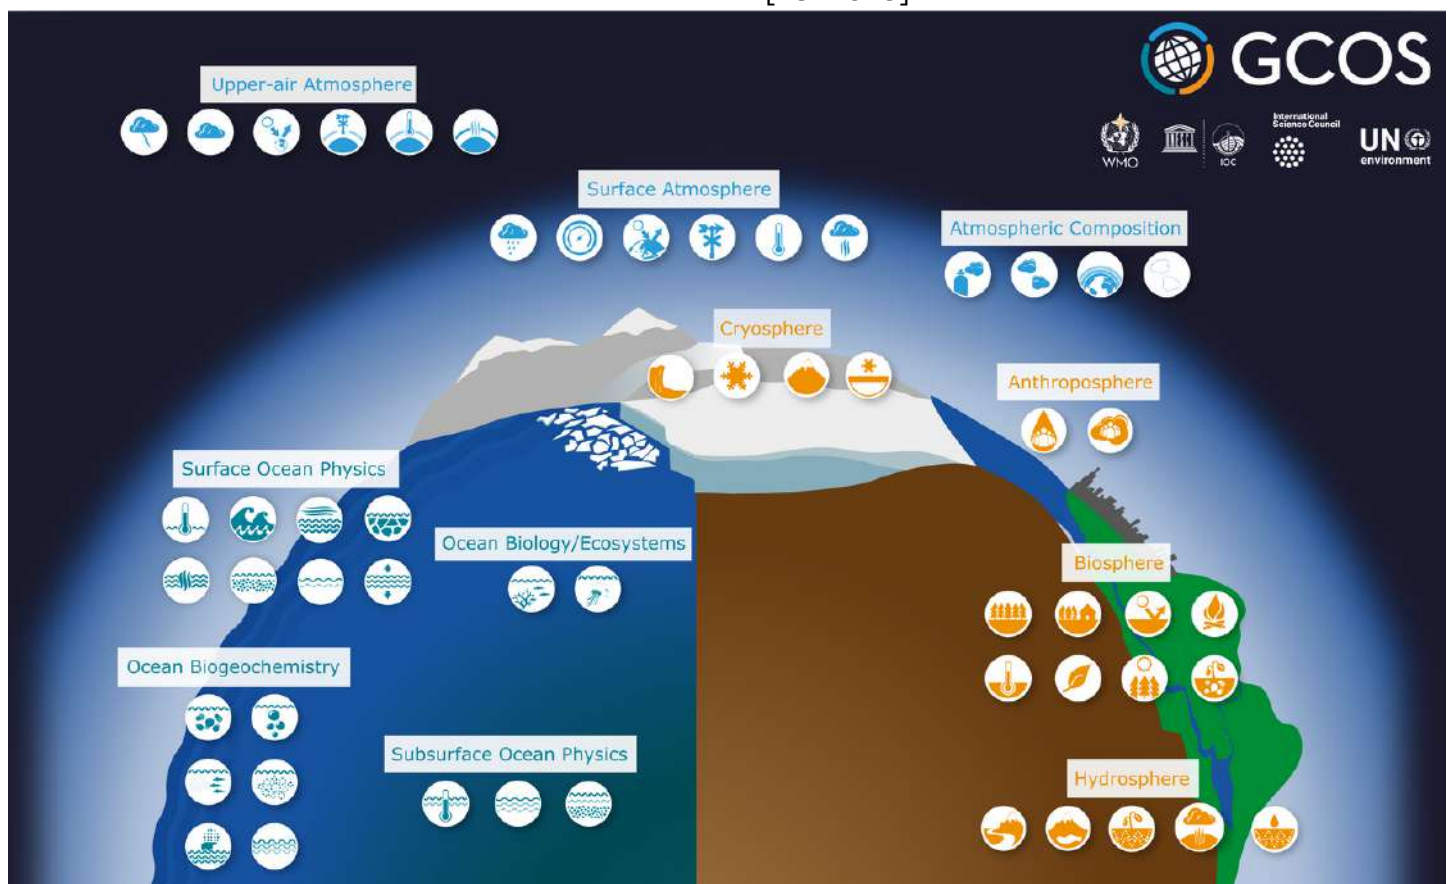 GCOS
Upper-air Atmosphere
International
Science Council
WMO
IOC
UN
environment
Surface Atmosphere
Atmospheric Composition
Cryosphere
Anthroposphere
Surface Ocean Physics
Ocean Biology/Ecosystems
Biosphere
Ocean Biogeochemistry
Subsurface Ocean Physics
Hydrosphere